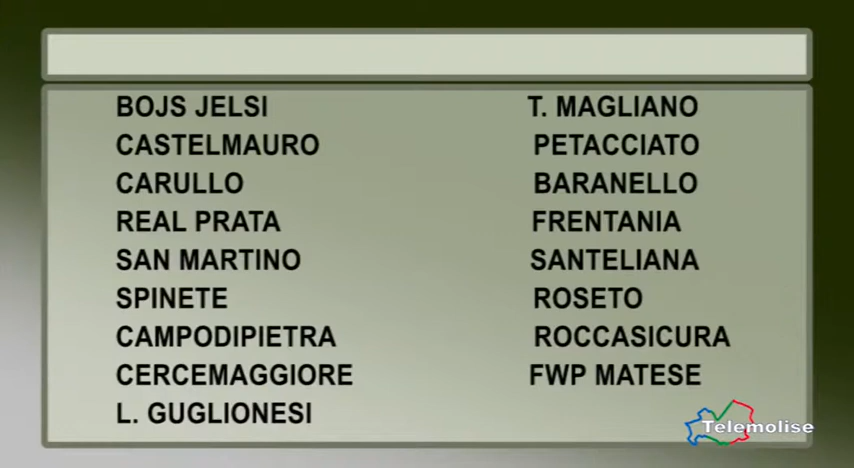 BOJS JELSI T. MAGLIANO
CASTELMAURO PETACCIATO
CARULLO BARANELLO
REAL PRATA FRENTANIA
SAN MARTINO SANTELIANA
SPINETE ROSETO
CAMPODIPIETRA ROCCASICURA
CERCEMAGGIORE FWP MATESE
L. GUGLIONESI
Telemolise